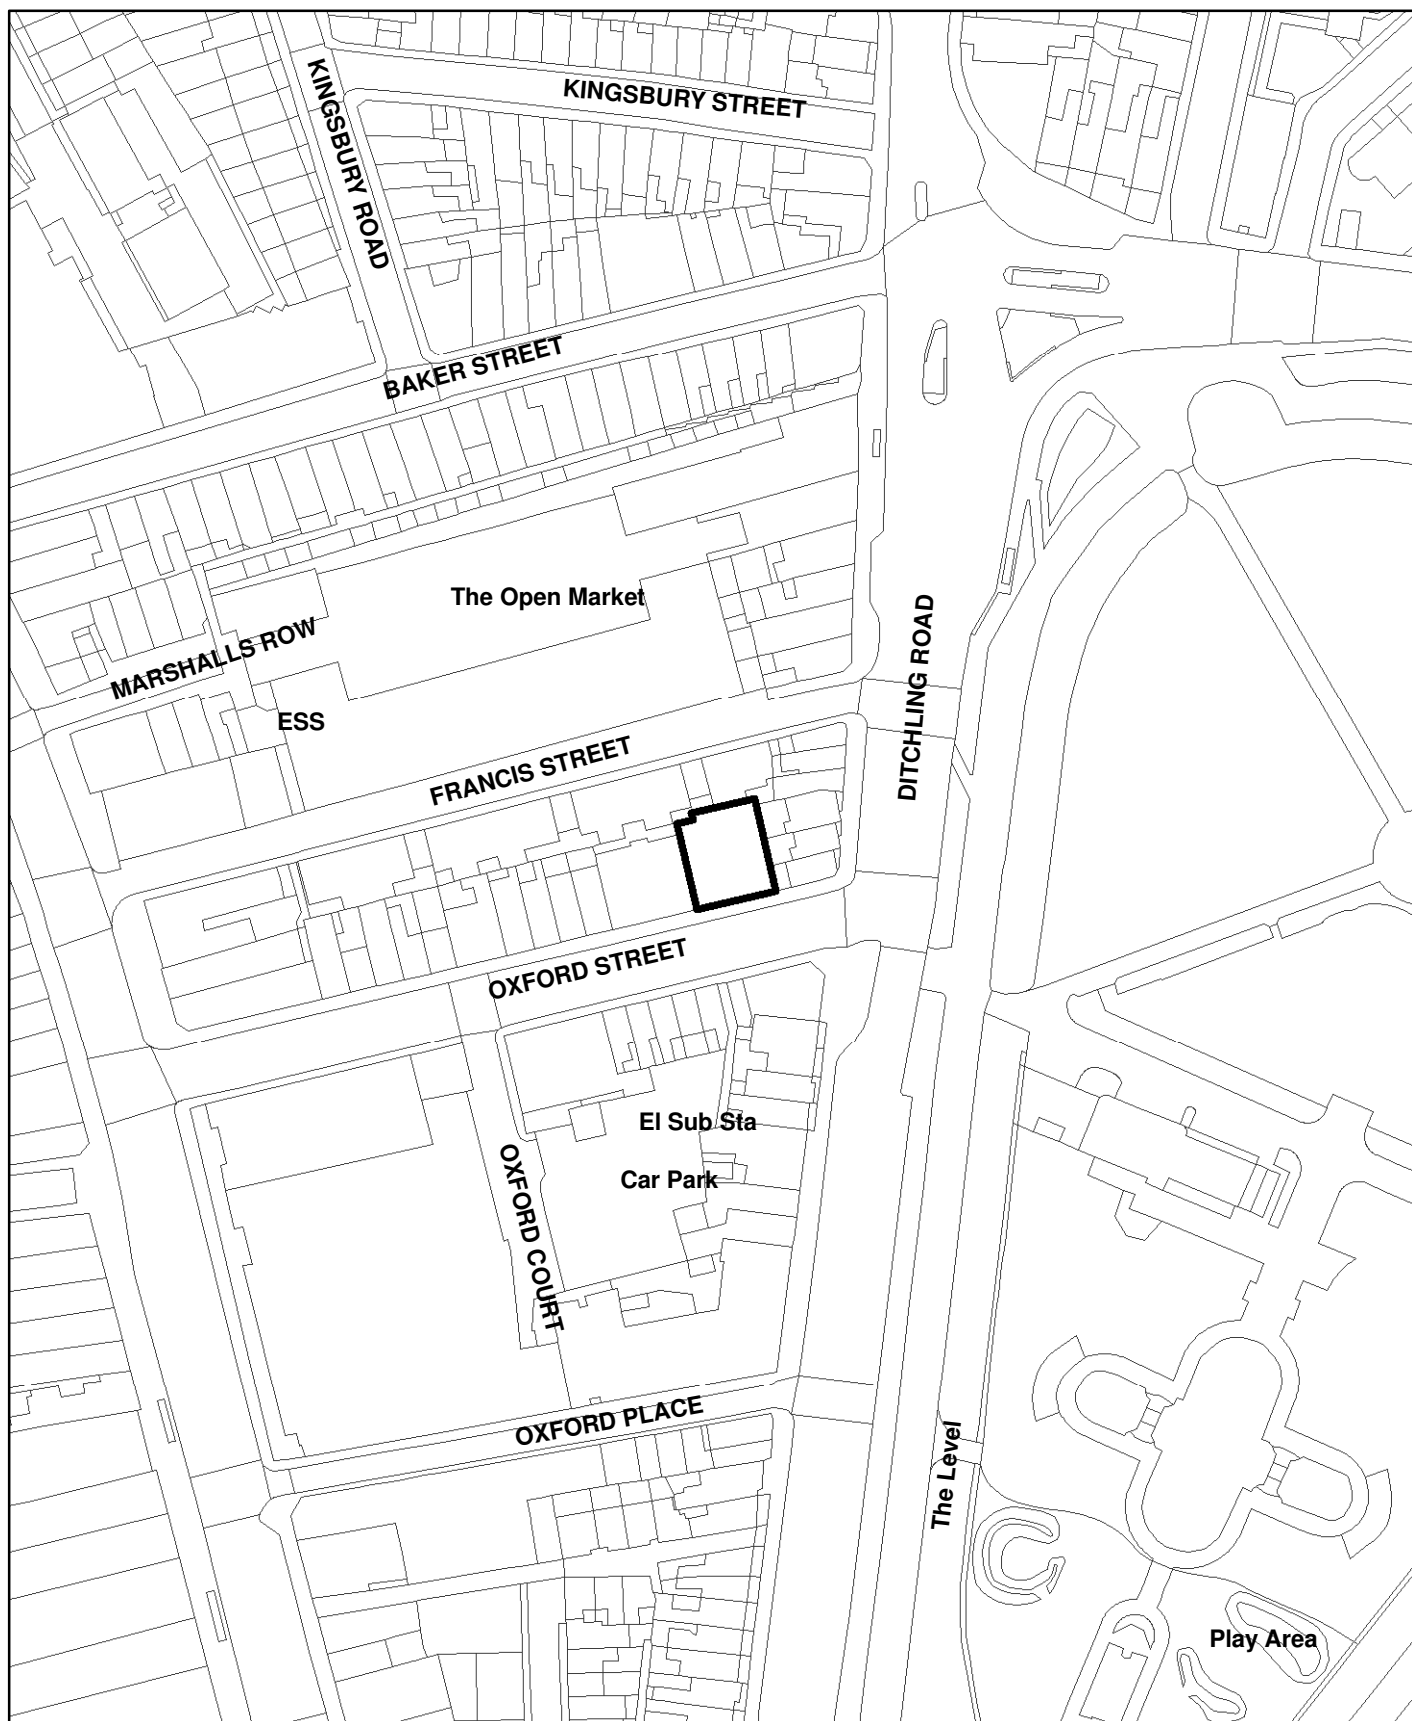 KINGSBURY STREET
KINGSBURY ROAD
BAKER STREET
The Open Market
MARSHALLS ROW
ESS
DITCHLING ROAD
FRANCIS STREET
OXFORD STREET
El Sub Sta
Car Park
OXFORD COURT
OXFORD PLACE
The Level
Play Area